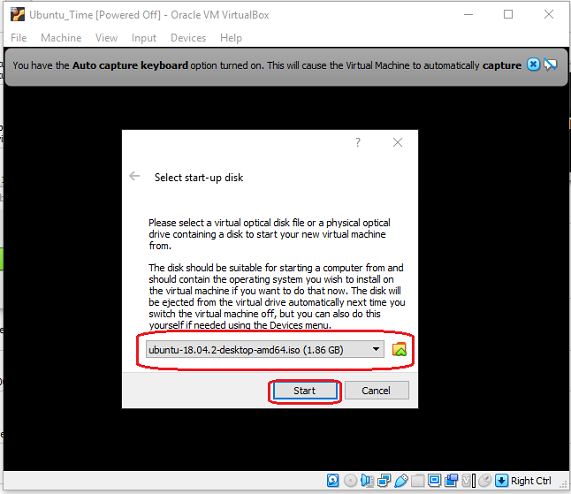 Ubuntu_Time [Powered Off] - Oracle VM VirtualBox
File Machine View Input Devices Help
You have the Auto capture keyboard option turned on. This will cause the Virtual Machine to automatically capture
?
Select start-up disk
Please select a virtual optical disk file or a physical optical
drive containing a disk to start your new virtual machine
from.
The disk should be suitable for starting a computer from and
should contain the operating system you wish to install on
the virtual machine if you want to do that now. The disk will
be ejected from the virtual drive automatically next time you
switch the virtual machine off, but you can also do this
yourself if needed using the Devices menu.
ubuntu-18.04.2-desktop-amd64.iso (1.86 GB)
Start Cancel
Right Ctrl